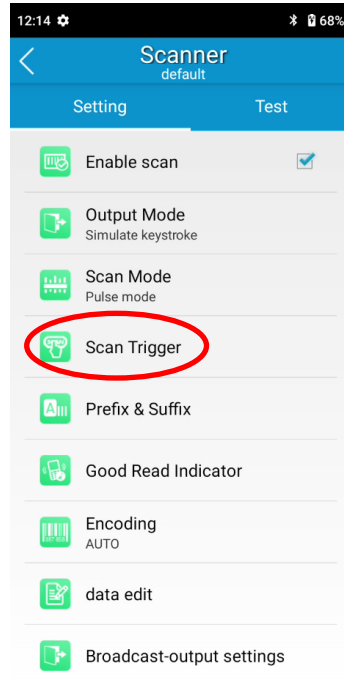 12:14 68%
Scanner
default
Setting Test
Enable scan
Output Mode
Simulate keystroke
Scan Mode
Pulse mode
Scan Trigger
Prefix & Suffix
Good Read Indicator
Encoding
AUTO
data edit
Broadcast-output settings